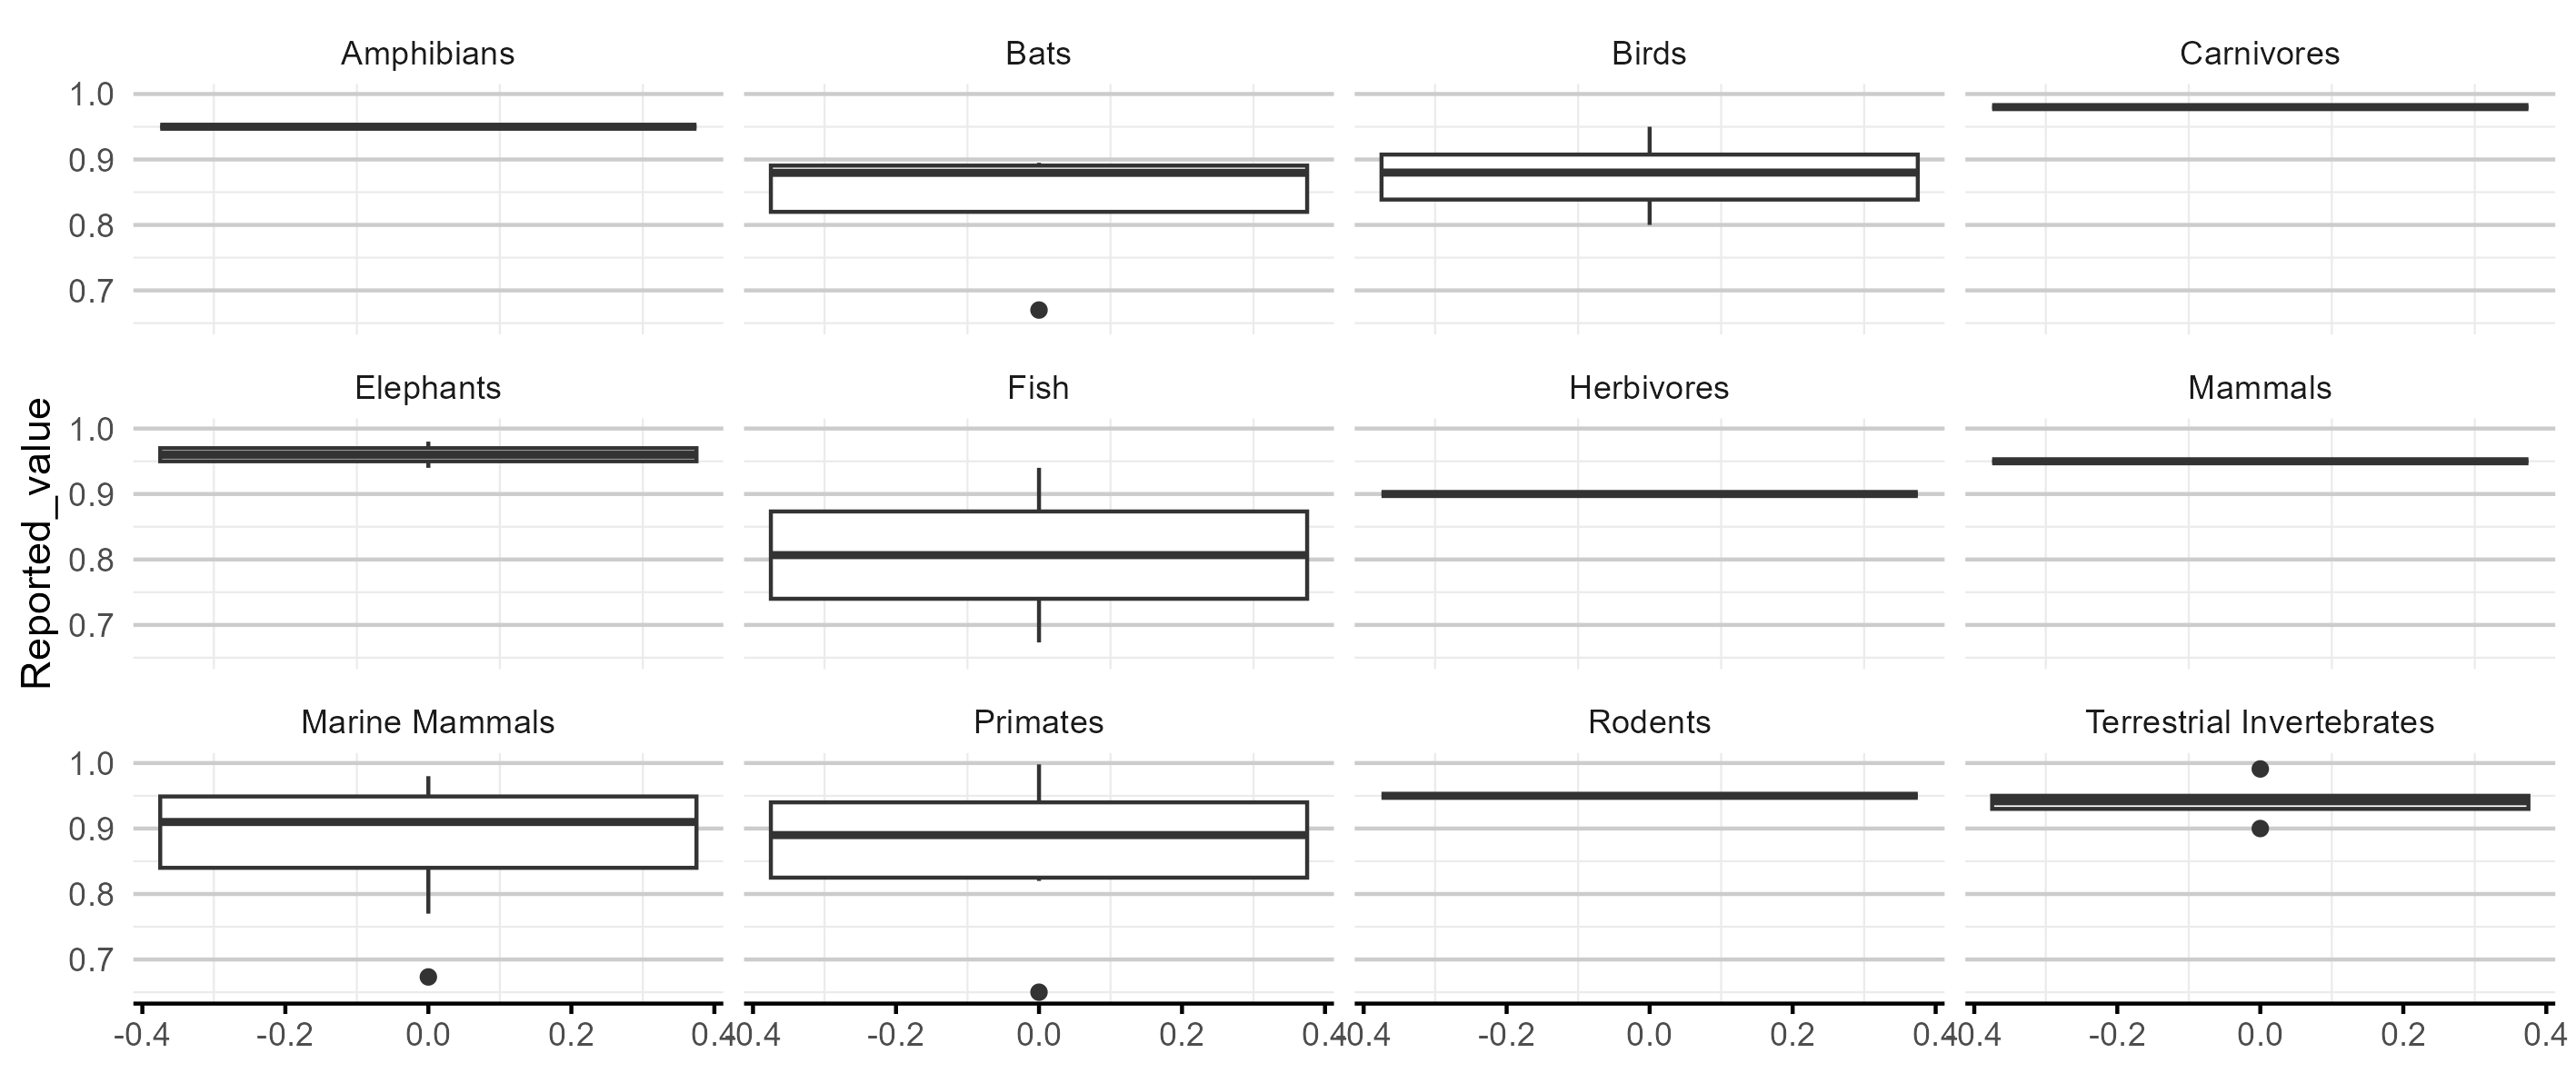 Amphibians Bats Birds Carnivores
1.0
0.9
0.8
0.7
Elephants Fish Herbivores Mammals
1.0
0.9
0.8
0.7
Reported_value
Marine Mammals Primates Rodents Terrestrial Invertebrates
1.0
0.9
0.8
0.7
-0.4 -0.2 0.0 0.2 0.4 -0.4 -0.2 0.0 0.2 0.4 -0.4 -0.2 0.0 0.2 0.4 -0.4 -0.2 0.0 0.2 0.4